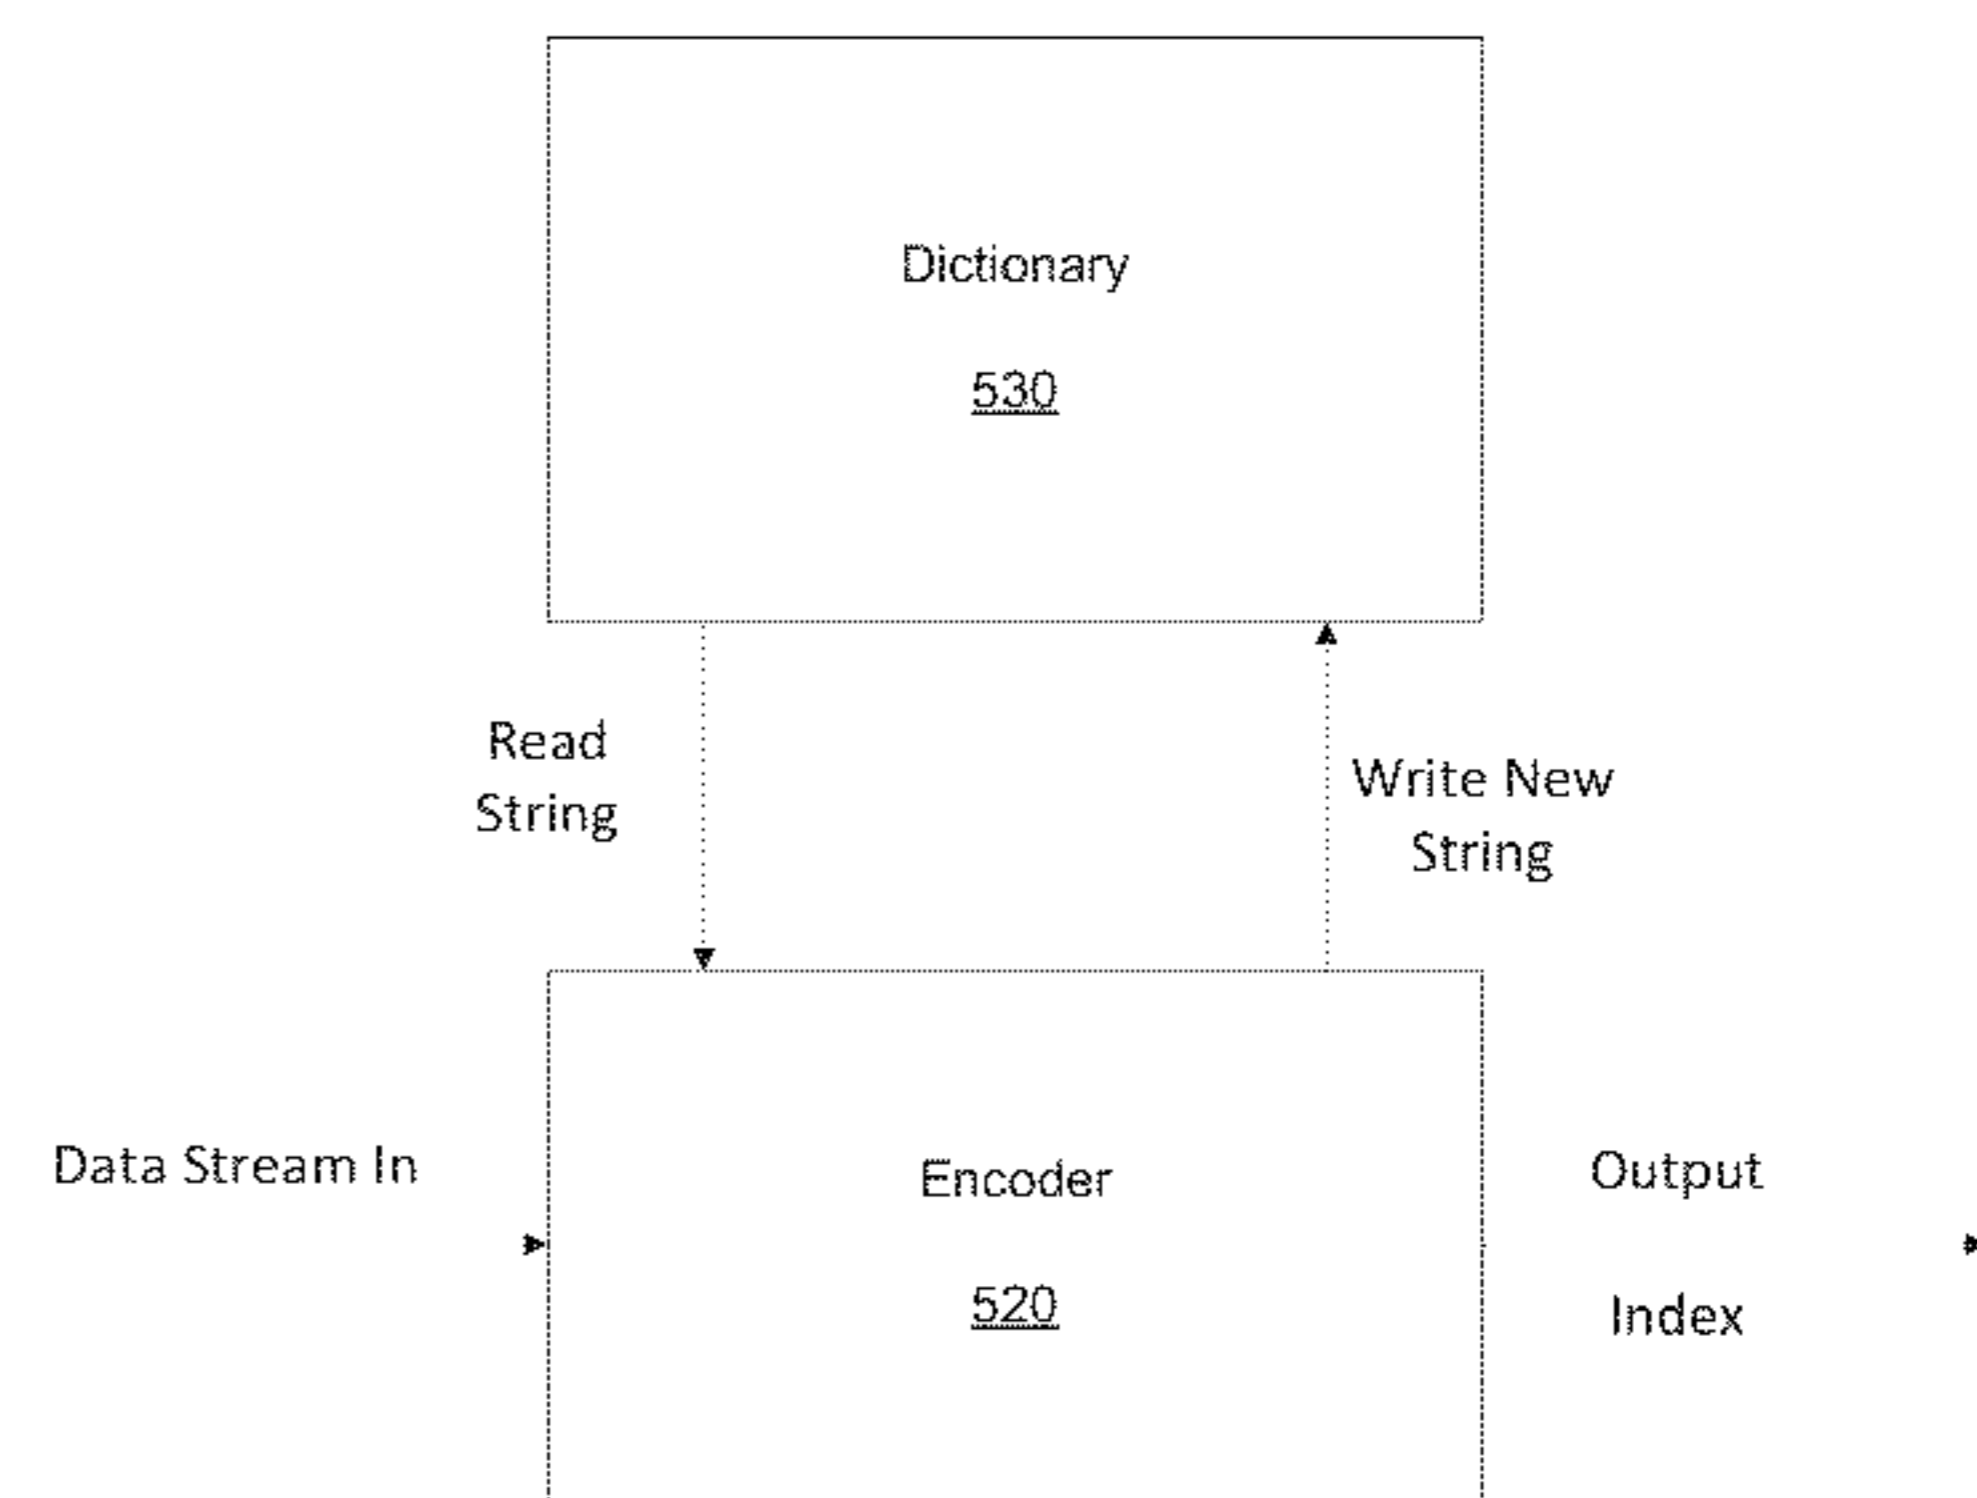 Dictionary
530
Read
String
Write New
String
Data Stream In
Encoder
520
Output
Index